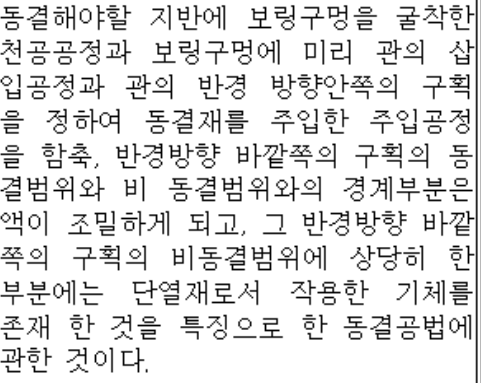 동결해야할 지반에 보링구멍을 굴착한
천공공정과 보링구멍에 미리 관의 삽
입공정과 관의 반경 방향안쪽의 구획
을 정하여 동결재를 주입한 주입공정
을 함축, 반경방향 바깥쪽의 구획의 동
결범위와 비 동결범위와의 경계부분은
액이 조밀하게 되고, 그 반경방향 바깥
쪽의 구획의 비동결범위에 상당히 한
부분에는 단열재로서 작용한 기체를
존재 한 것을 특징으로 한 동결공법에
관한 것이다.